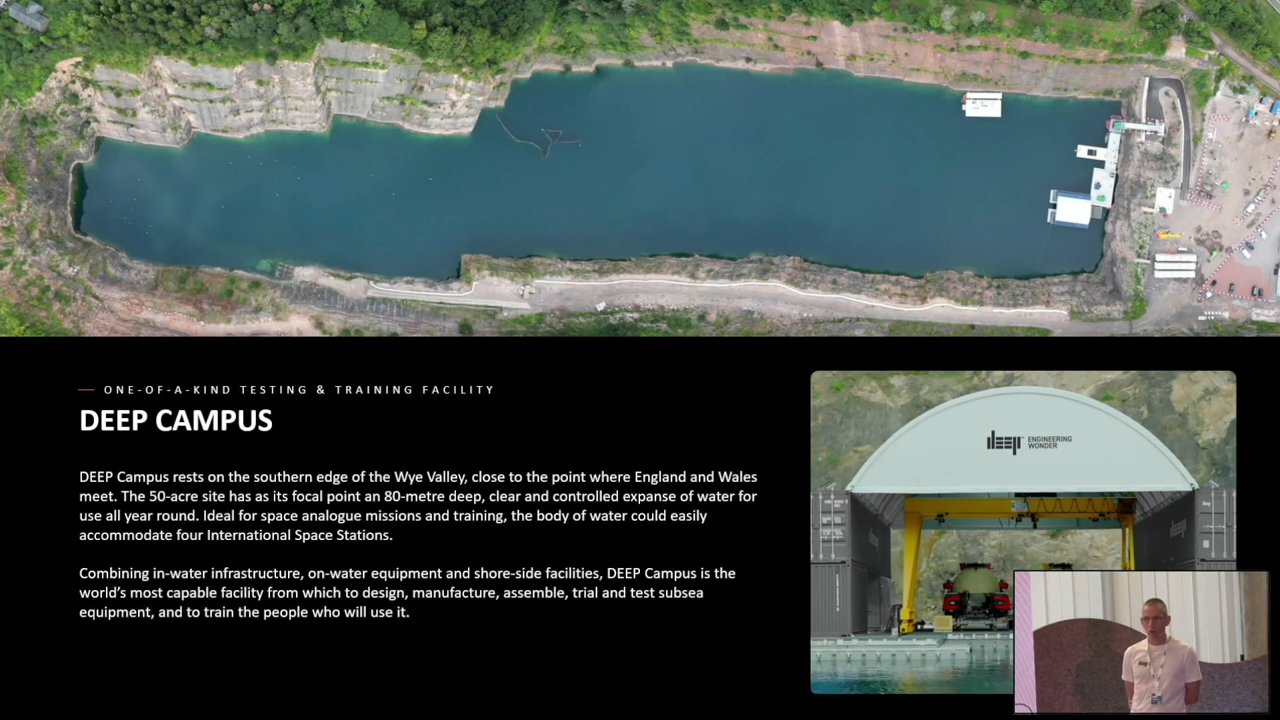 — ONE-OF-A-KIND TESTING & TRAINING FACILITY
DEEP CAMPUS
DEEP Campus rests on the southern edge of the Wye Valley, close to the point where England and Wales
meet. The 50-acre site has as its focal point an 80-metre deep, clear and controlled expanse of water for
use all year round. Ideal for space analogue missions and training, the body of water could easily
accommodate four International Space Stations.
Combining in-water infrastructure, on-water equipment and shore-side facilities, DEEP Campus is the
world’s most capable facility from which to design, manufacture, assemble, trial and test subsea
equipment, and to train the people who will use it.
deep
ENGINEERING
WONDER
deep